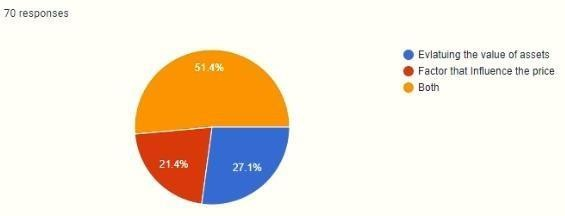 70 responses
51.4%
Evlatuing the value of assets
Factor that Influence the price
Both
21.4%
27.1%